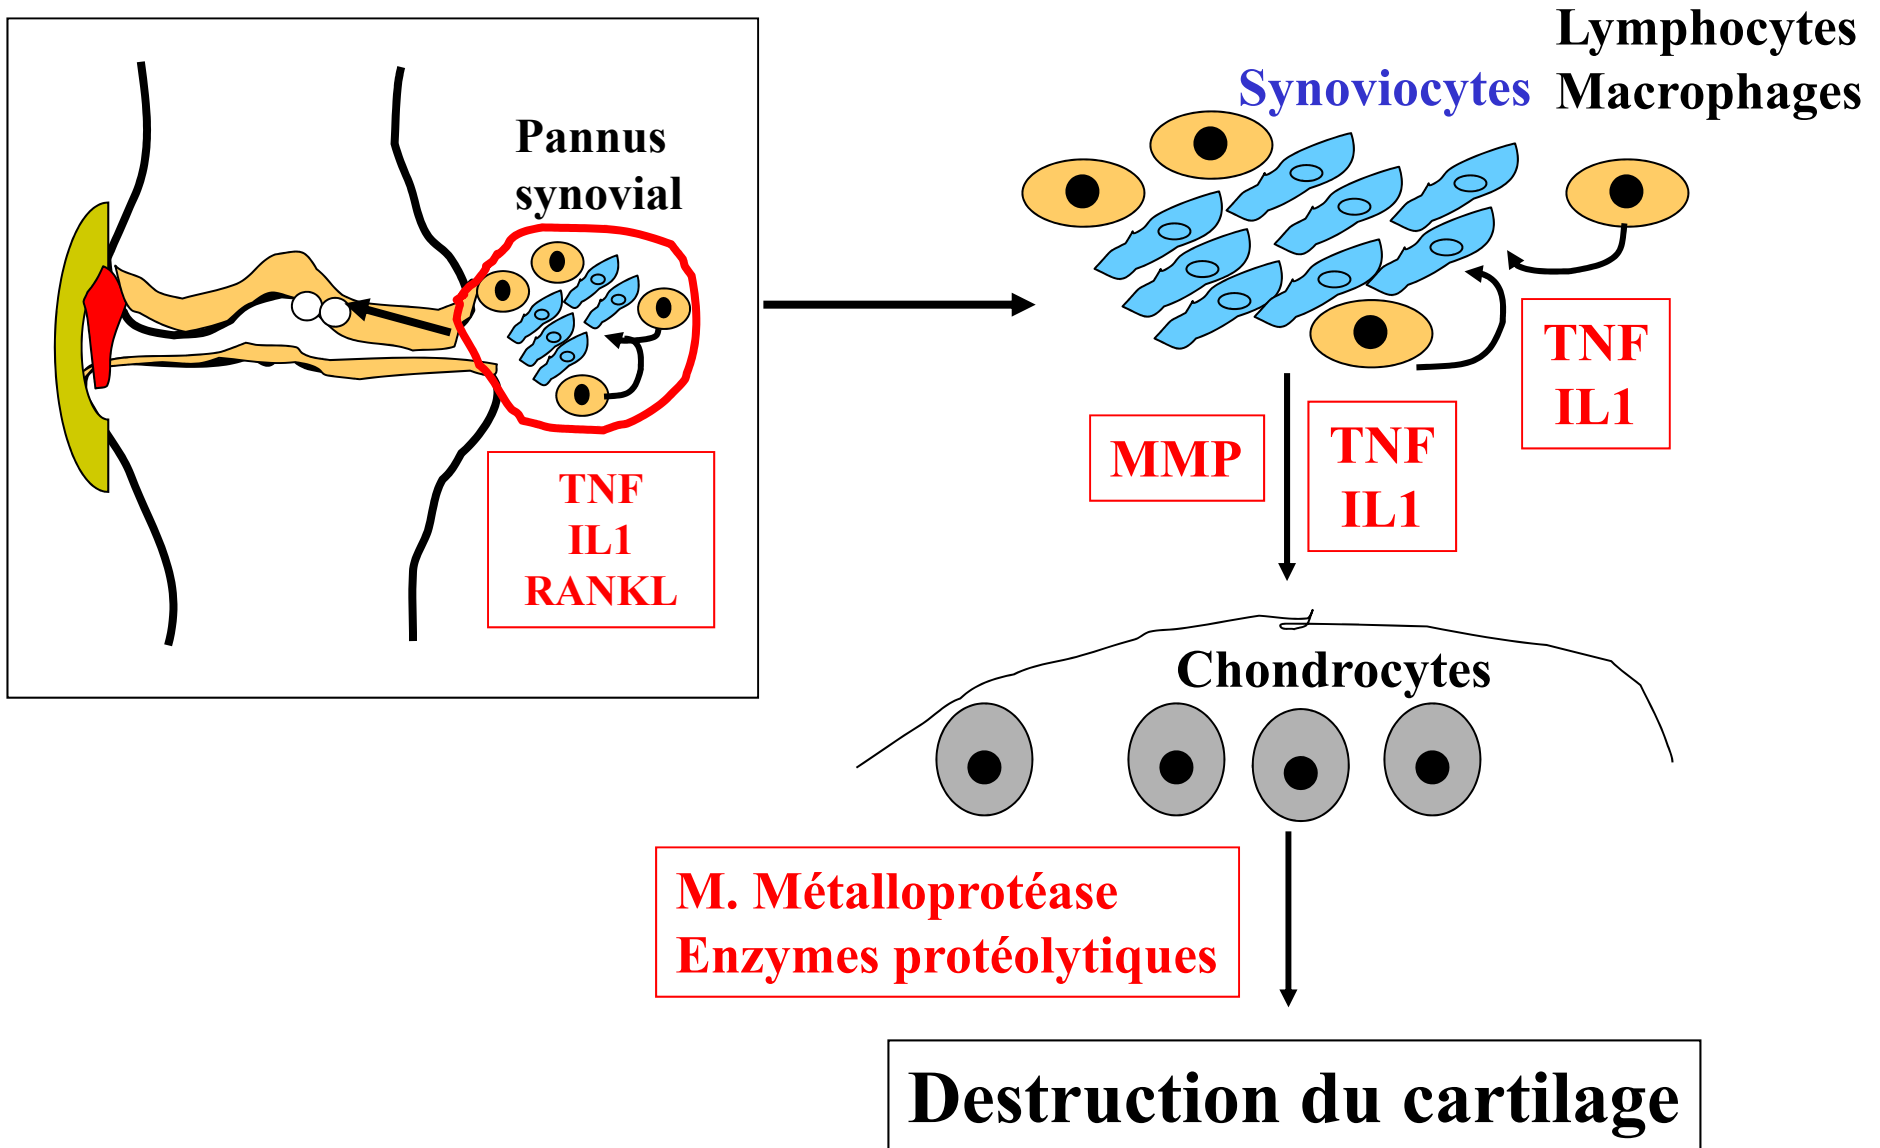 Pannus
synovial
TNF
IL1
RANKL
Lymphocytes
Synoviocytes Macrophages
TNF
IL1
MMP
TNF
IL1
Chondrocytes
M. Métalloprotéase
Enzymes protéolytiques
Destruction du cartilage